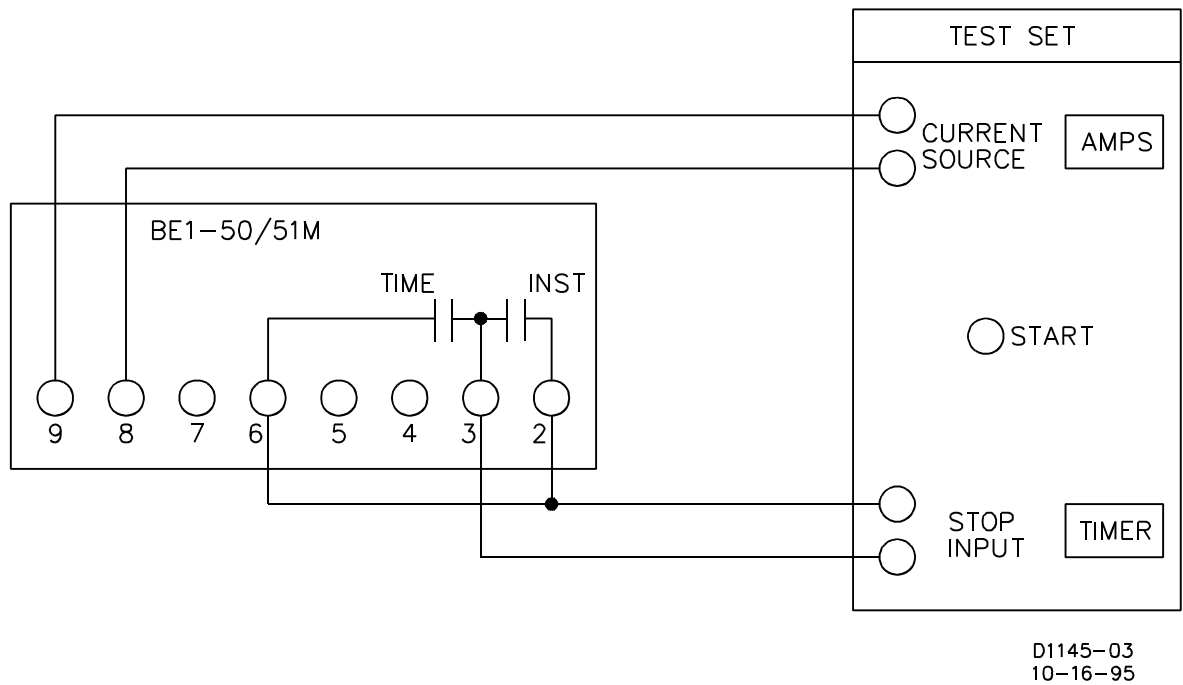 TEST SET
CURRENT
SOURCE
AMPS
BE1-50/51M
TIME
INST
START
9 8 7 6 5 4 3 2
STOP
INPUT
TIMER
D1145-03
10-16-95